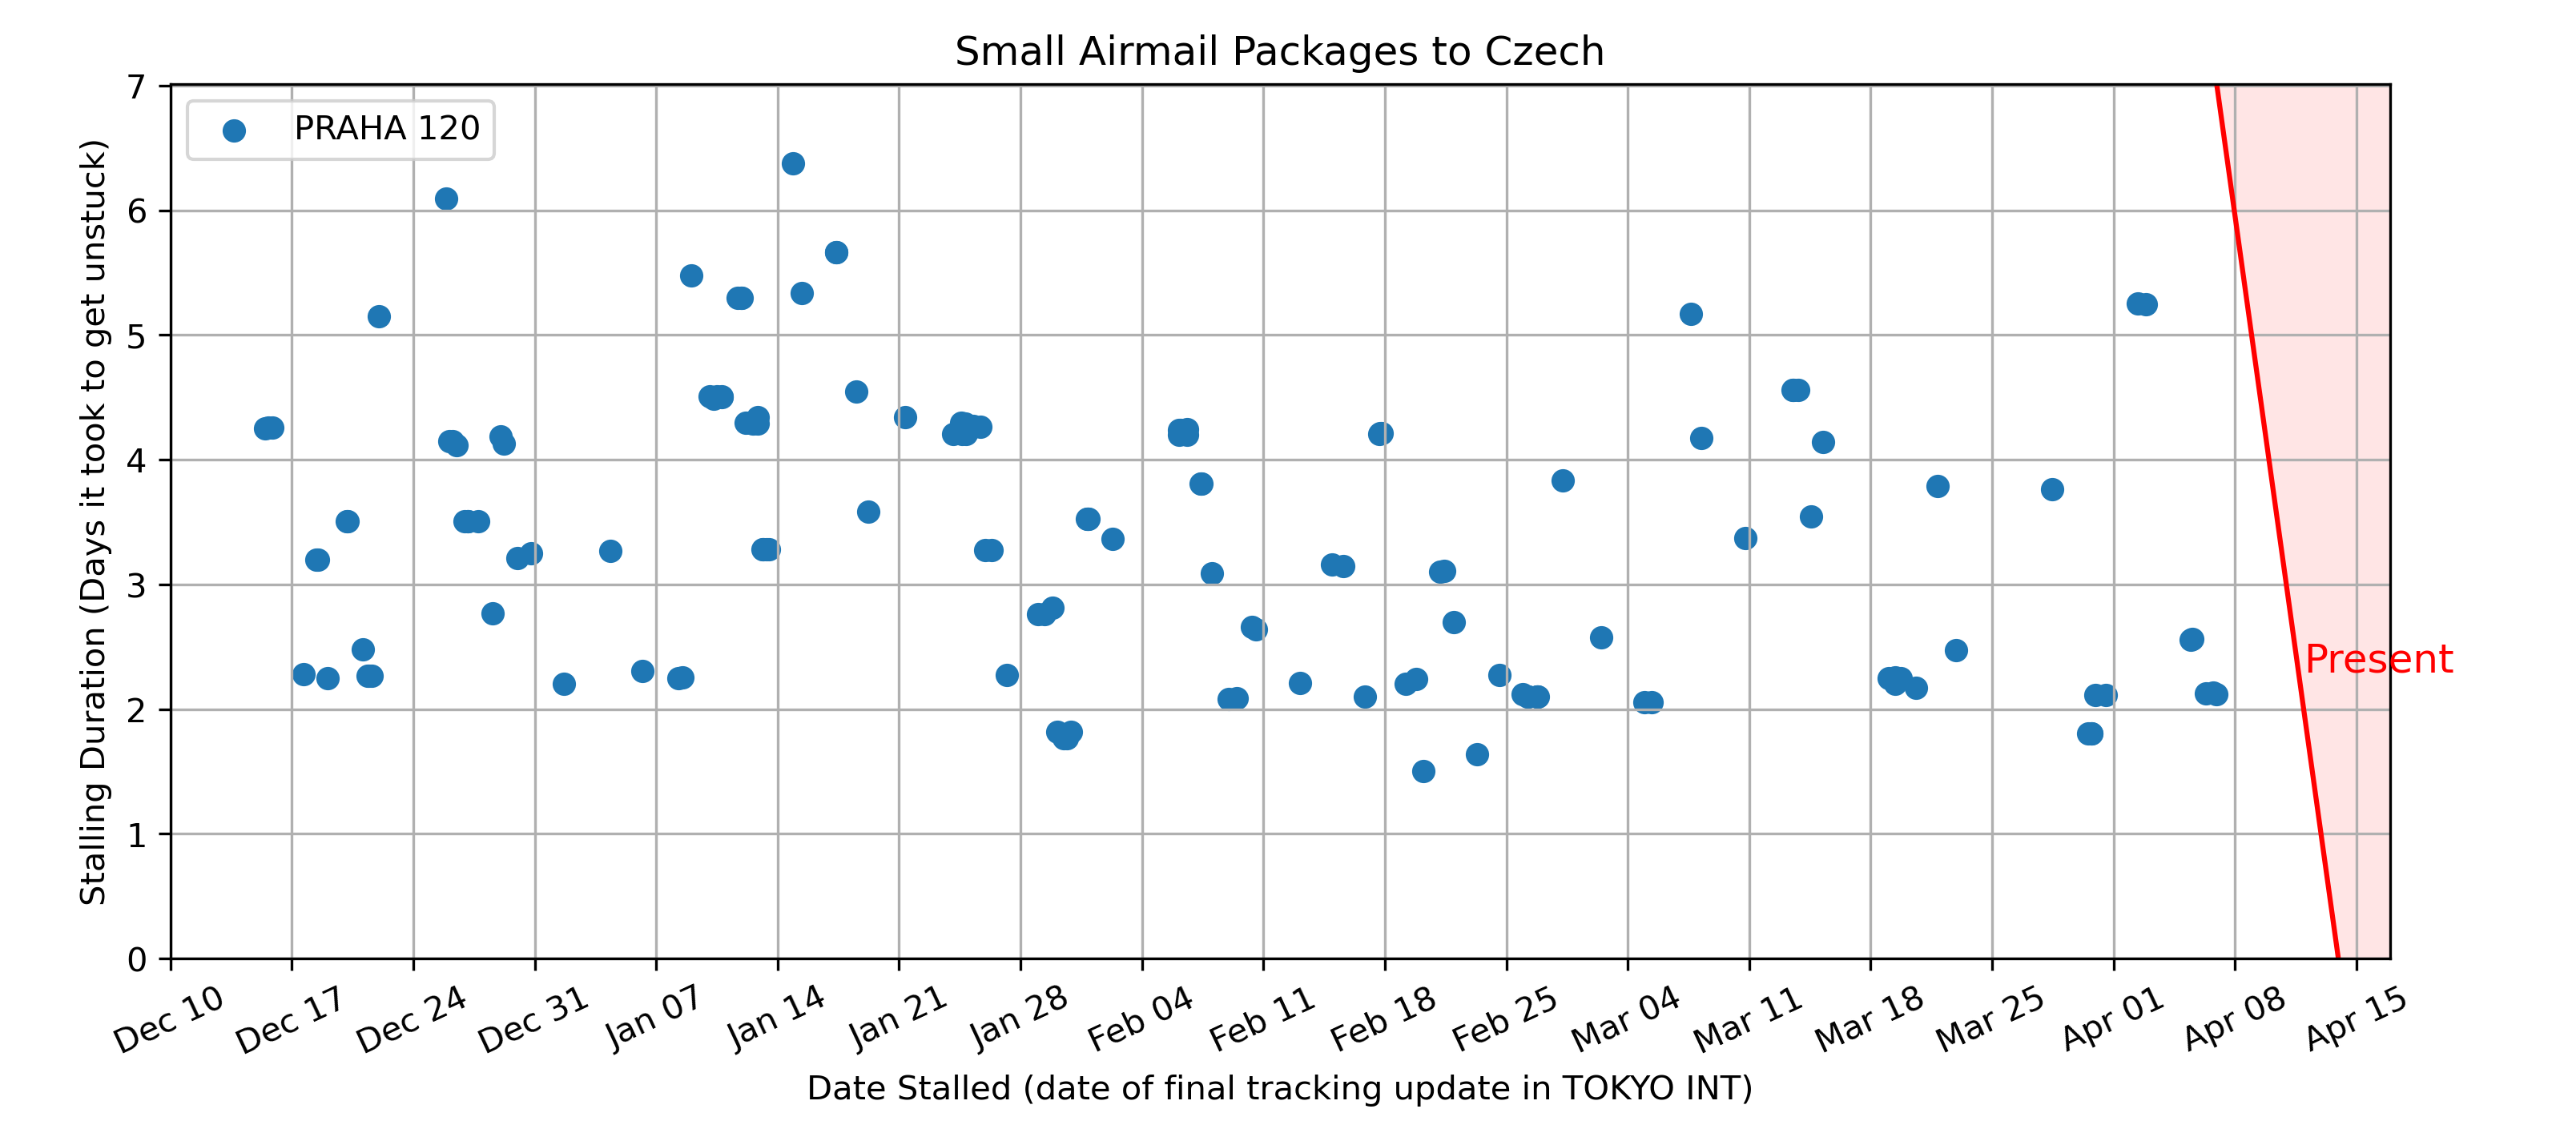 Small Airmail Packages to Czech
PRAHA 120
Stalling Duration (Days it took to get unstuck)
7
6
5
4
3
2
1
0
Present
Dec 10
Dec 17
Dec 24
Dec 31
Jan 07
Jan 14
Jan 21
Jan 28
Feb 04
Feb 11
Feb 18
Feb 25
Mar 04
Mar 11
Mar 18
Mar 25
Apr 01
Apr 08
Apr 15
Date Stalled (date of final tracking update in TOKYO INT)